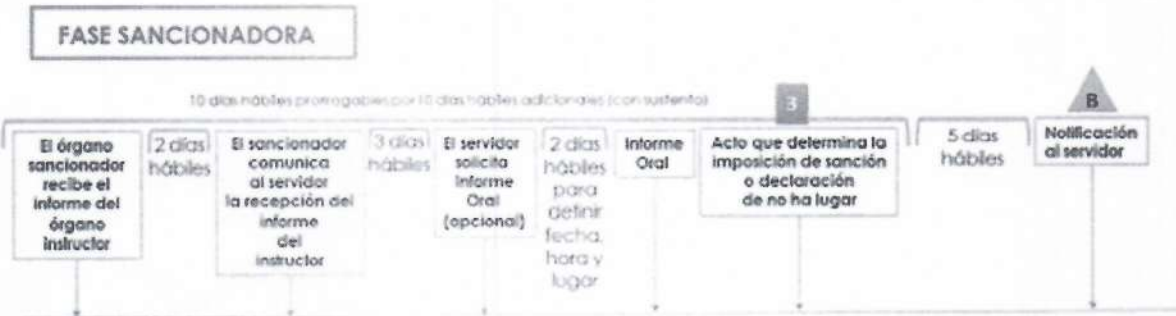 FASE SANCIONADORA
10 días hábiles prorrogables por 10 días hábiles adicionales (con sustento)
3
B
El órgano
sancionador
recibe el
informe del
órgano
instructor
2 días
hábiles
El sancionador
comunica
al servidor
la recepción del
informe
del
instructor
3 días
hábiles
El servidor
solicita
Informe
Oral
(opcional)
2 días
hábiles
para
definir
fecha,
hora y
lugar
Informe
Oral
Acto que determina la
imposición de sanción
o declaración
de no ha lugar
5 días
hábiles
Notificación
al servidor